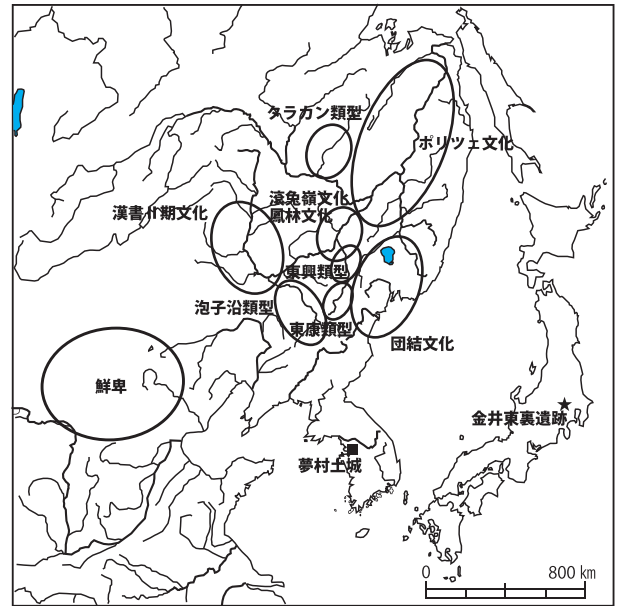 タラカン類型
ポリツェ文化
滾兔嶺文化
鳳林文化
漢書Ⅱ期文化
東興類型
泡子沿類型
東康類型
団結文化
鮮卑
金井東裏遺跡
夢村土城
0 800 ㎞